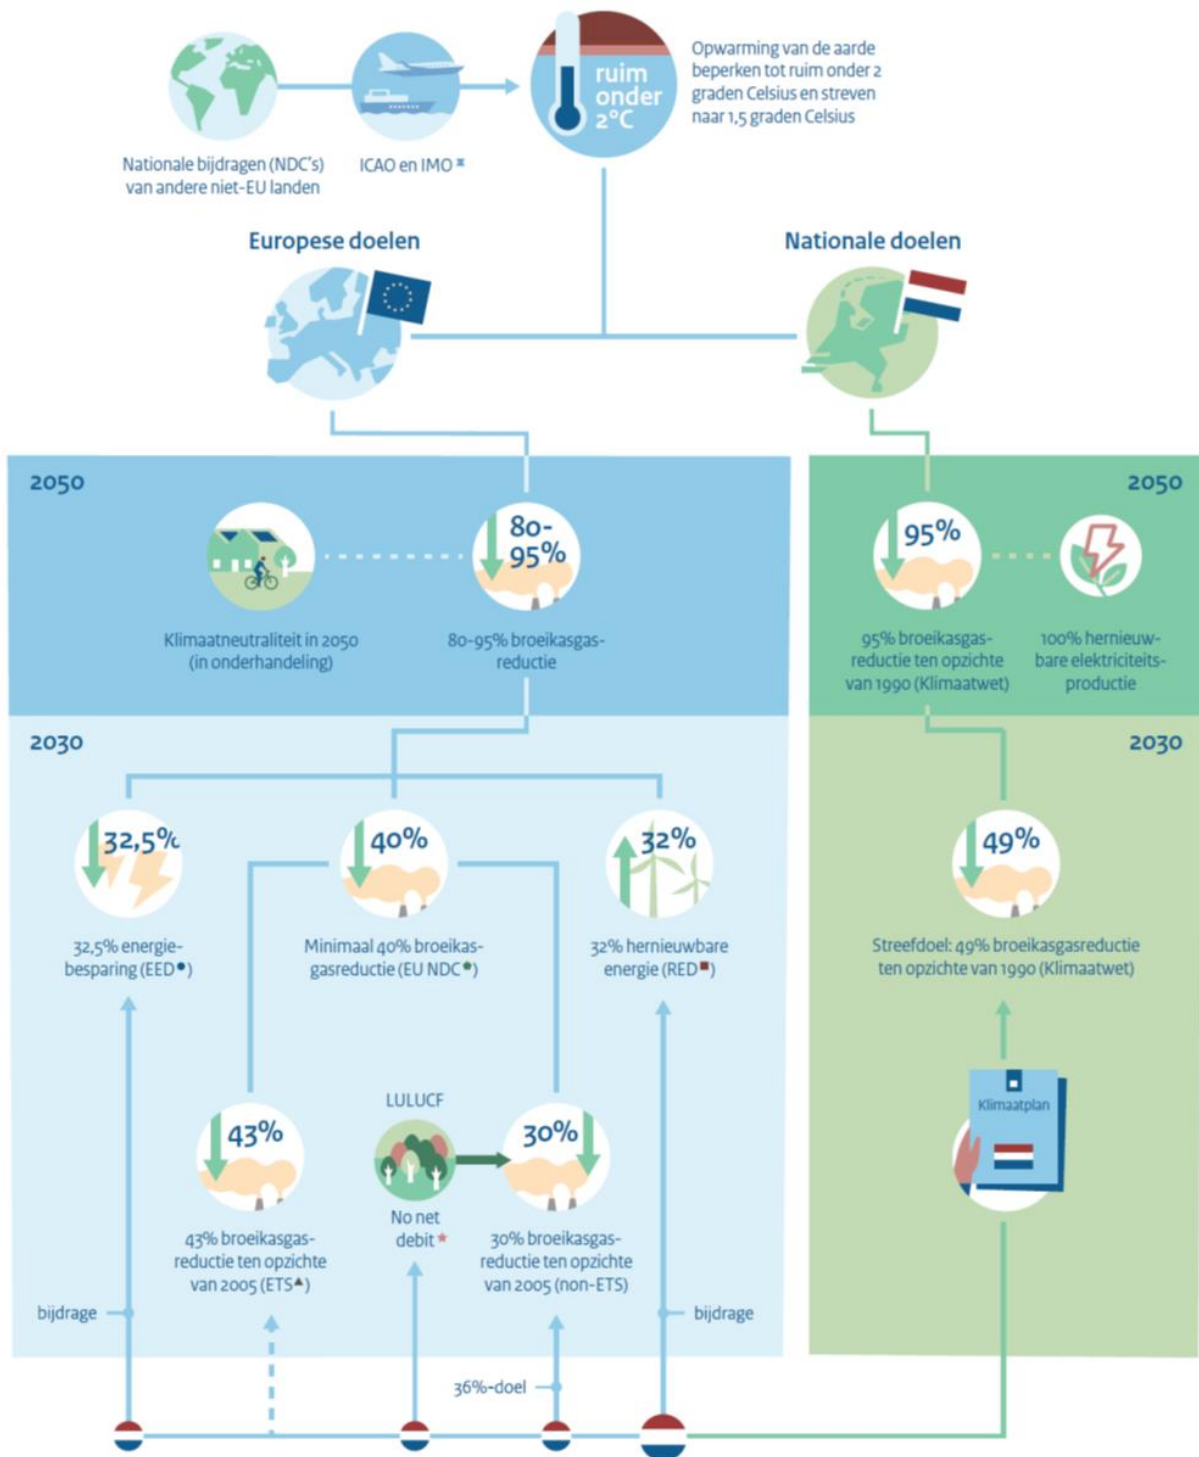 ruim
onder
2°C
Opwarming van de aarde
beperken tot ruim onder 2
graden Celsius en streven
naar 1,5 graden Celsius
Nationale bijdragen (NDC's)
van andere niet-EU landen
ICAO en IMO
Europese doelen
Nationale doelen
2050
80-
95%
Klimaatneutraliteit in 2050
(in onderhandeling)
80-95% broeikasgas-
reductie
2050
95%
95% broeikasgas-
reductie ten opzichte
van 1990 (Klimaatwet)
100% hernieuw-
bare elektriciteits-
productie
2030
32,5%
40%
32%
32,5% energie-
besparing (EED●)
Minimaal 40% broeikas-
gasreductie (EU NDC⬟)
32% hernieuwbare
energie (RED■)
2030
49%
Streefdoel: 49% broeikasgasreductie
ten opzichte van 1990 (Klimaatwet)
Klimaatplan
LULUCF
43%
30%
No net
debit★
43% broeikasgas-
reductie ten opzichte
van 2005 (ETS▲)
30% broeikasgas-
reductie ten opzichte
van 2005 (non-ETS)
bijdrage
bijdrage
36%-doel